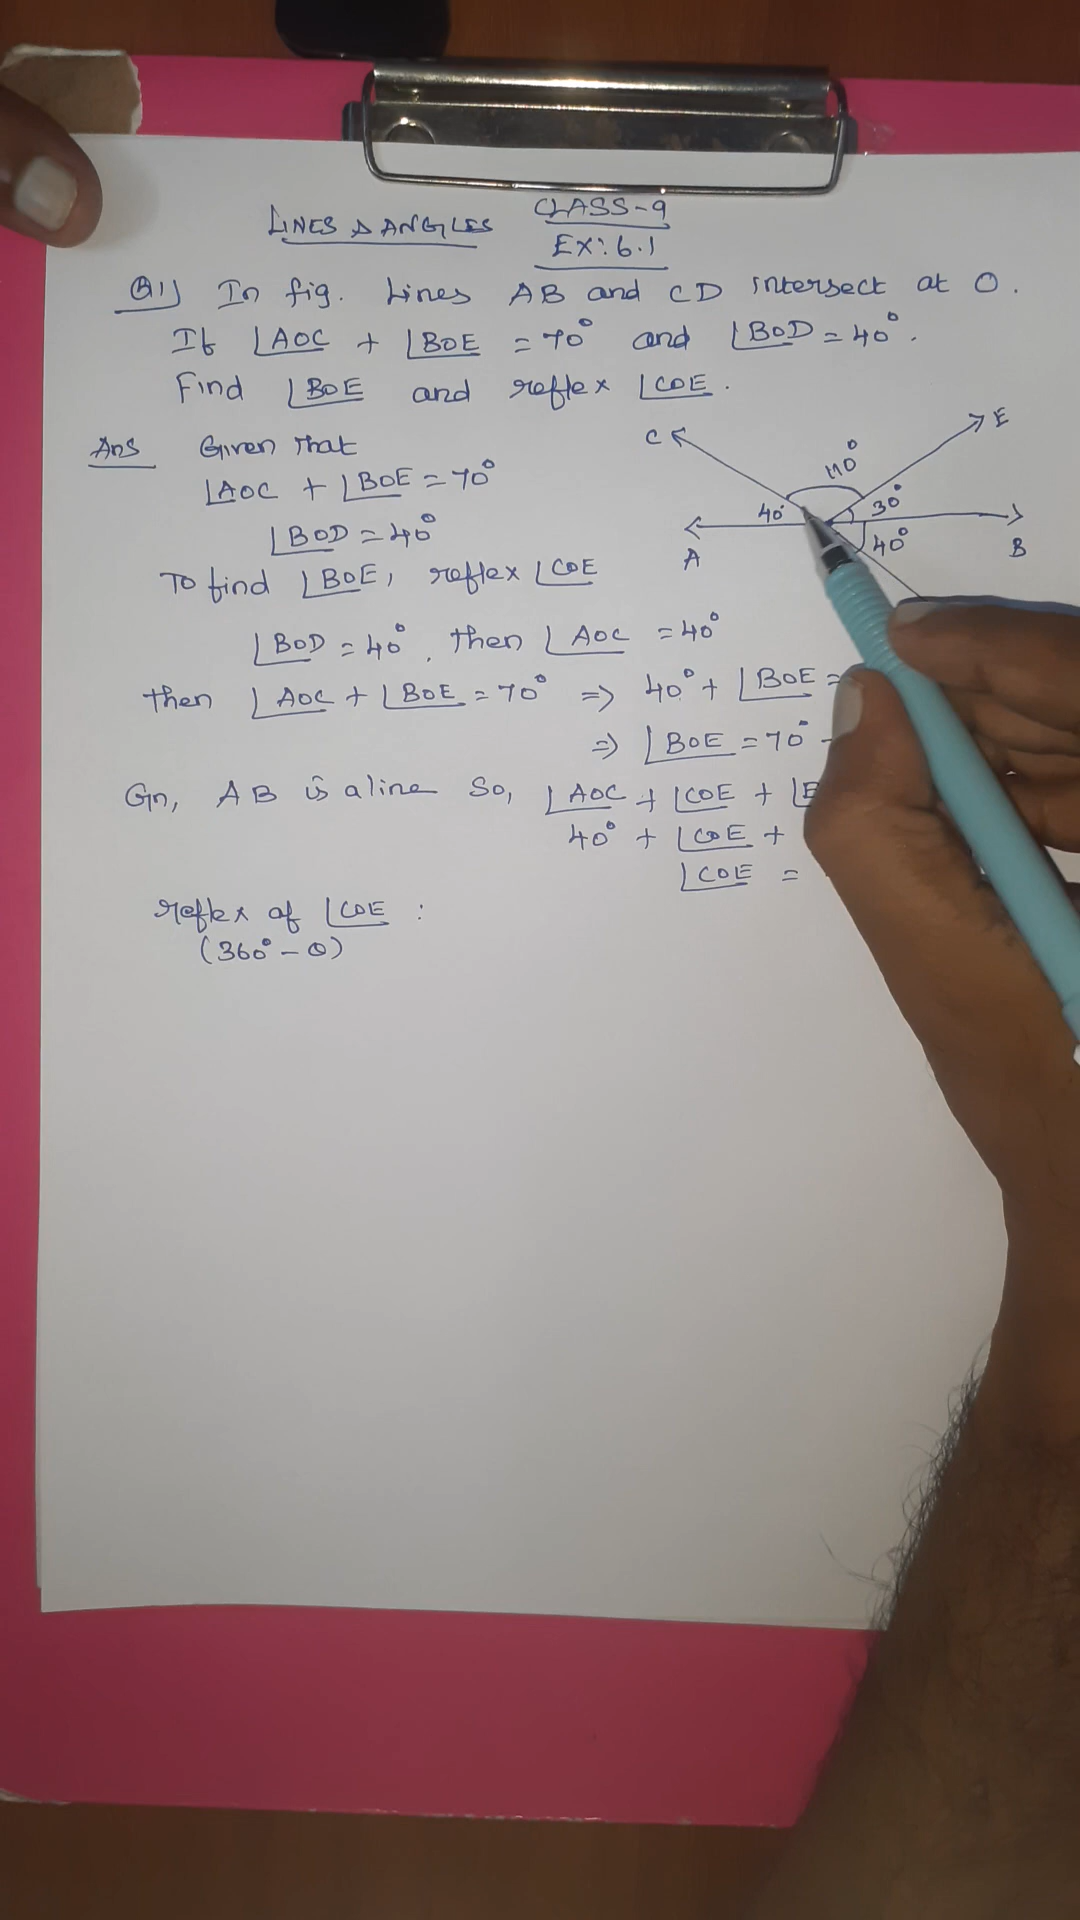 LINES & ANGLES CLASS-9
EX: 6.1
Q1) In fig. Lines AB and CD intersect at O.
If ∠AOC + ∠BOE = 70° and ∠BOD = 40°.
Find ∠BOE and reflex ∠COE.
Ans Given that
∠AOC + ∠BOE = 70°
∠BOD = 40°
To find ∠BOE, reflex ∠COE
C
E
110°
40°
30°
40°
A
B
∠BOD = 40°, then ∠AOC = 40°
then ∠AOC + ∠BOE = 70° => 40° + ∠BOE =
=> ∠BOE = 70° -
Gn, AB is a line So, ∠AOC + ∠COE +
40° + ∠COE +
∠COE =
reflex of ∠COE :
(360° - θ)